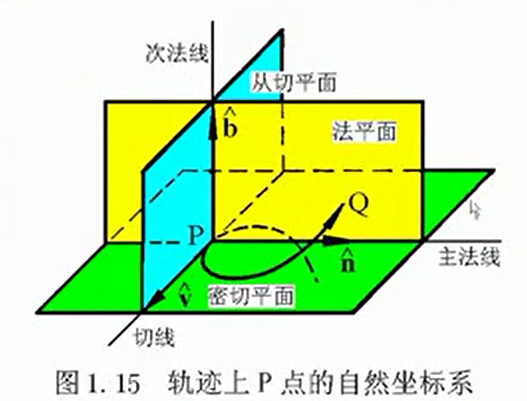 次法线
从切平面
b̂
法平面
P
Q
n̂
主法线
v̂
密切平面
切线
图1.15 轨迹上P点的自然坐标系